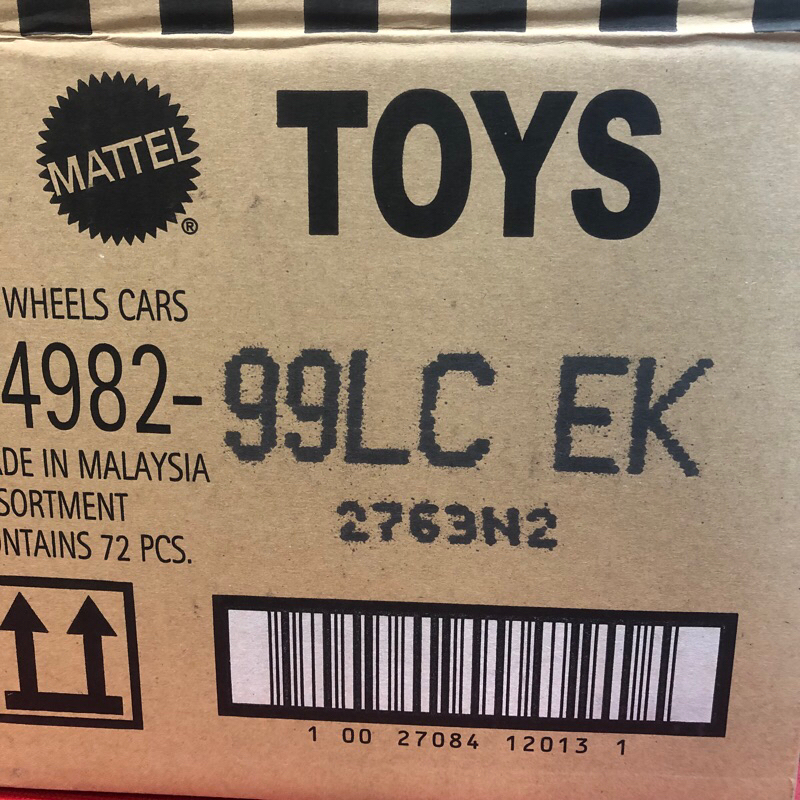 MATTEL®
TOYS
WHEELS CARS
4982-99LC EK
ADE IN MALAYSIA
2763N2
SORTMENT
ONTAINS 72 PCS.
1 00 27084 12013 1